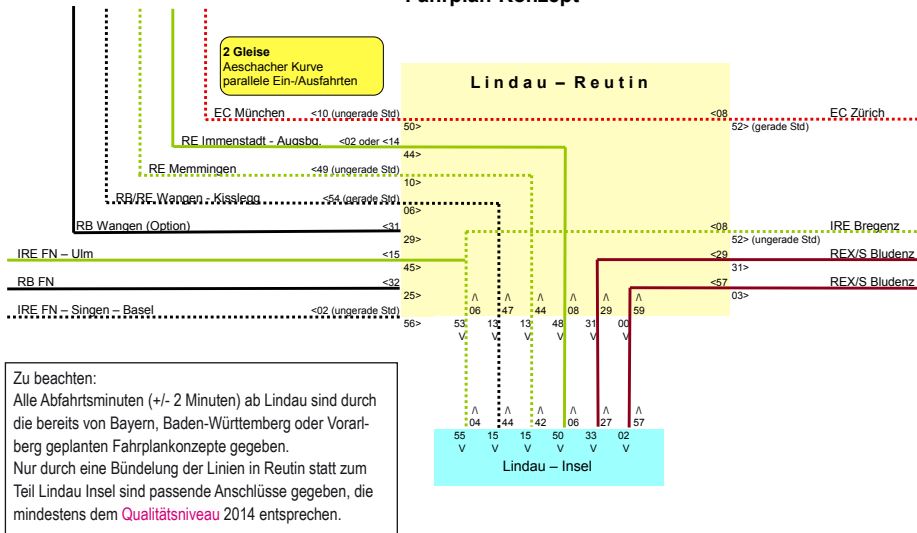 Fahrplan-Konzept
2 Gleise
Aeschacher Kurve
parallele Ein-/Ausfahrten
Lindau – Reutin
EC München <10 (ungerade Std)
50>
<08 EC Zürich
52> (gerade Std)
RE Immenstadt - Augsbg. <02 oder <14
44>
RE Memmingen <49 (ungerade Std)
10>
RB/RE Wangen - Kisslegg <54 (gerade Std)
06>
RB Wangen (Option) <31
29>
<08 IRE Bregenz
52> (ungerade Std)
IRE FN – Ulm <15
45>
<29 REX/S Bludenz
31>
RB FN <32
25>
<57 REX/S Bludenz
03>
IRE FN – Singen – Basel <02 (ungerade Std)
56>
Λ Λ Λ Λ Λ Λ
06 47 44 08 29 59
53 13 13 48 31 00
V V V V V V
Λ Λ Λ Λ Λ Λ
04 44 42 06 27 57
55 15 15 50 33 02
V V V V V V
Lindau – Insel
Zu beachten:
Alle Abfahrtsminuten (+/- 2 Minuten) ab Lindau sind durch
die bereits von Bayern, Baden-Württemberg oder Vorarl-
berg geplanten Fahrplankonzepte gegeben.
Nur durch eine Bündelung der Linien in Reutin statt zum
Teil Lindau Insel sind passende Anschlüsse gegeben, die
mindestens dem Qualitätsniveau 2014 entsprechen.